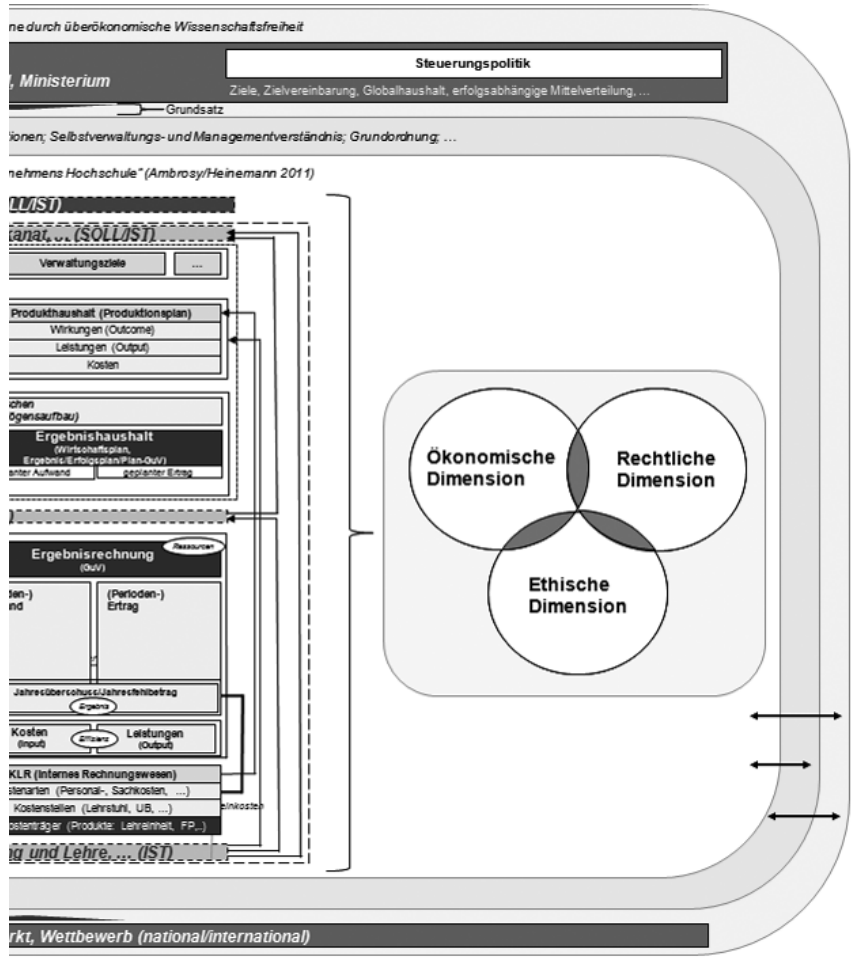 ne durch überökonomische Wissenschaftsfreiheit
Steuerungspolitik
l, Ministerium
Ziele, Zielvereinbarung, Globalhaushalt, erfolgsabhängige Mittelverteilung, …
Grundsatz
ionen; Selbstverwaltungs- und Managementverständnis; Grundordnung; …
nehmens Hochschule" (Ambrosy/Heinemann 2011)
LL/IST)
kanat, … (SOLL/IST)
Verwaltungsziele
...
Produkthaushalt (Produktionsplan)
Wirkungen (Outcome)
Leistungen (Output)
Kosten
chen
ögensaufbau)
Ergebnishaushalt
(Wirtschaftsplan,
Ergebnis/Erfolgsplan/Plan-GuV)
anter Aufwand
geplanter Ertrag
)
Ergebnisrechnung
(GuV)
Ressourcen
den-)
nd
(Perioden-)
Ertrag
Jahresüberschuss/Jahresfehlbetrag
Ergebnis
Kosten
(Input)
Effizienz
Leistungen
(Output)
KLR (Internes Rechnungswesen)
stenarten (Personal-, Sachkosten, …)
Kostenstellen (Lehrstuhl, UB, …)
einkosten
ostenträger (Produkte: Lehreinheit, FP,..)
ng und Lehre, … (IST)
Ökonomische
Dimension
Rechtliche
Dimension
Ethische
Dimension
rkt, Wettbewerb (national/international)